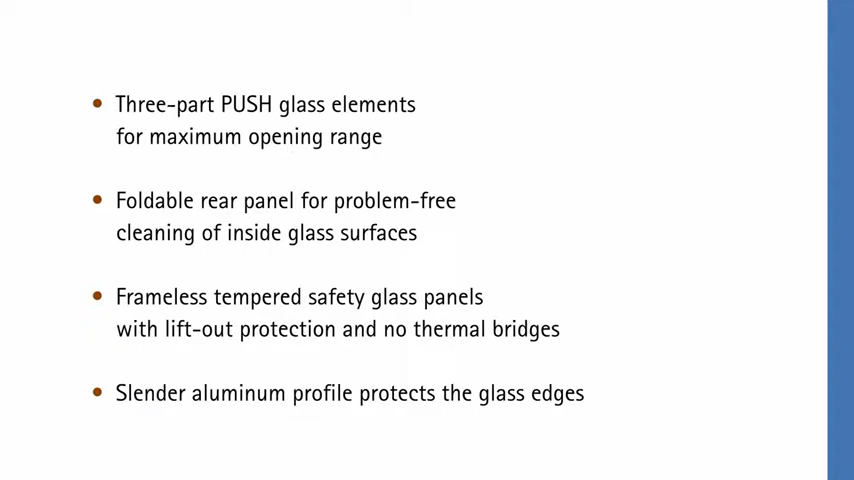 • Three-part PUSH glass elements
for maximum opening range
• Foldable rear panel for problem-free
cleaning of inside glass surfaces
• Frameless tempered safety glass panels
with lift-out protection and no thermal bridges
• Slender aluminum profile protects the glass edges